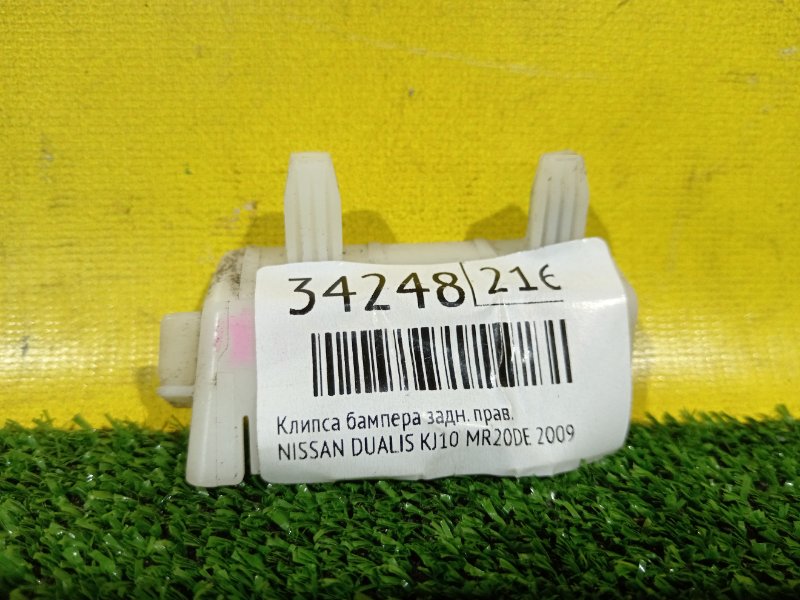 34248 216
Клипса бампера задн. прав.
NISSAN DUALIS KJ10 MR20DE 2009